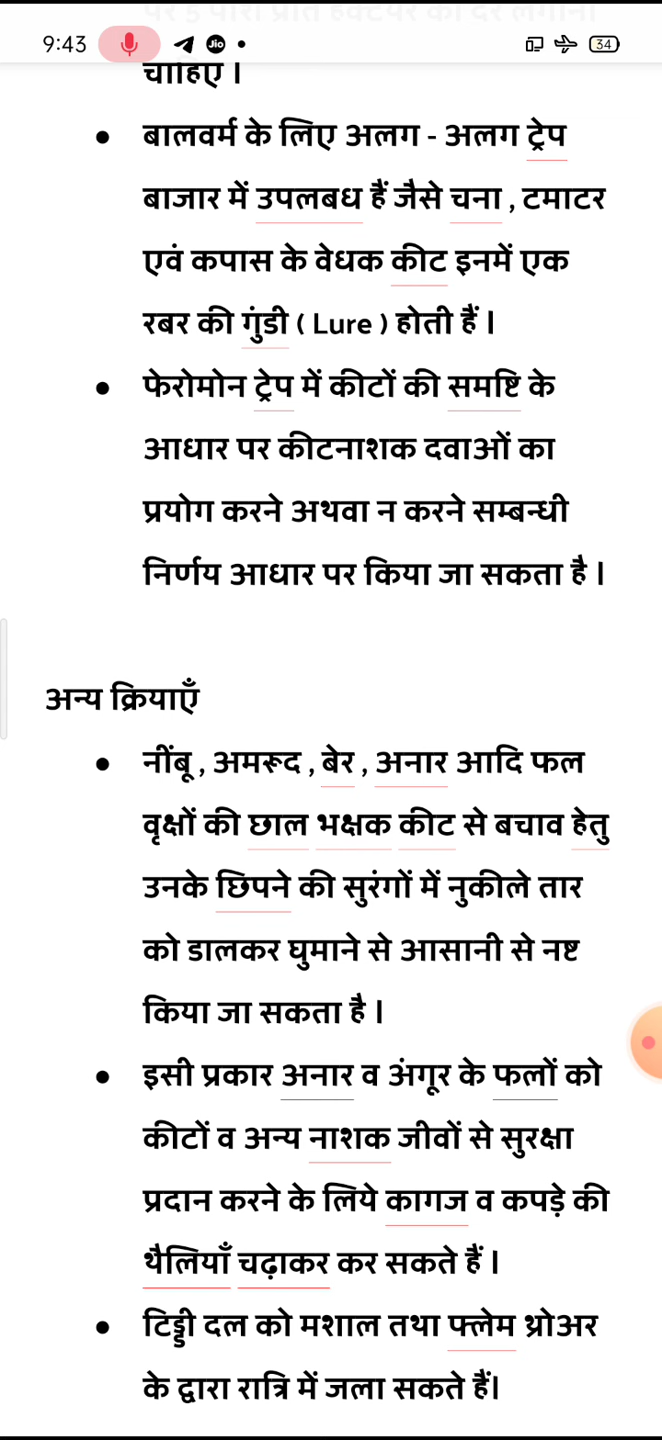 9:43
Jio
34
चाहिए ।
• बालवर्म के लिए अलग - अलग ट्रेप
बाजार में उपलबध हैं जैसे चना , टमाटर
एवं कपास के वेधक कीट इनमें एक
रबर की गुंडी ( Lure ) होती हैं ।
• फेरोमोन ट्रेप में कीटों की समष्टि के
आधार पर कीटनाशक दवाओं का
प्रयोग करने अथवा न करने सम्बन्धी
निर्णय आधार पर किया जा सकता है ।
अन्य क्रियाएँ
• नींबू , अमरूद , बेर , अनार आदि फल
वृक्षों की छाल भक्षक कीट से बचाव हेतु
उनके छिपने की सुरंगों में नुकीले तार
को डालकर घुमाने से आसानी से नष्ट
किया जा सकता है ।
• इसी प्रकार अनार व अंगूर के फलों को
कीटों व अन्य नाशक जीवों से सुरक्षा
प्रदान करने के लिये कागज व कपड़े की
थैलियाँ चढ़ाकर कर सकते हैं ।
• टिड्डी दल को मशाल तथा फ्लेम थ्रोअर
के द्वारा रात्रि में जला सकते हैं।